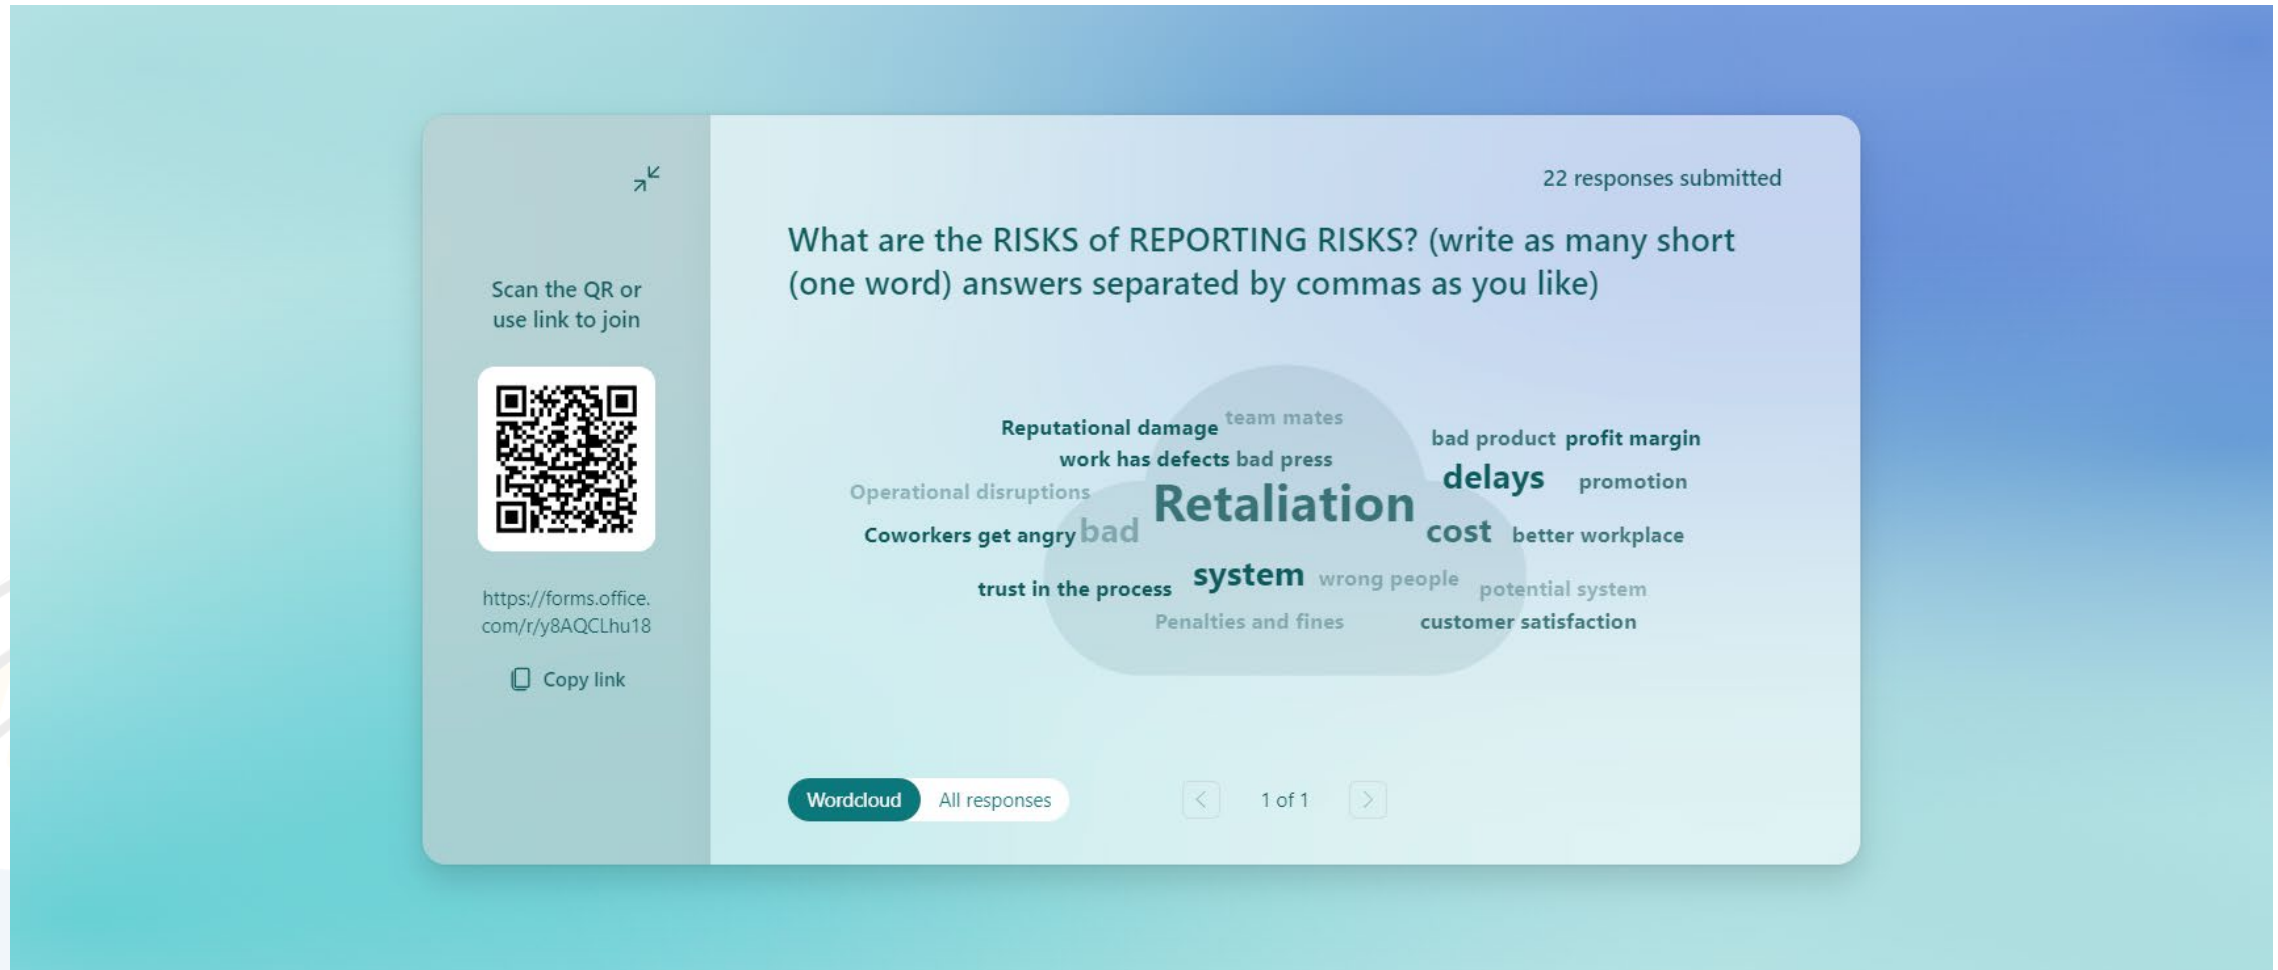 Scan the QR or
use link to join
https://forms.office.
com/r/y8AQCLhu18
Copy link
22 responses submitted
What are the RISKS of REPORTING RISKS? (write as many short
(one word) answers separated by commas as you like)
team mates
Reputational damage
bad product profit margin
work has defects bad press
delays
promotion
Operational disruptions
Retaliation
Coworkers get angry
bad
cost
better workplace
system
wrong people
trust in the process
potential system
Penalties and fines
customer satisfaction
Wordcloud
All responses
1 of 1